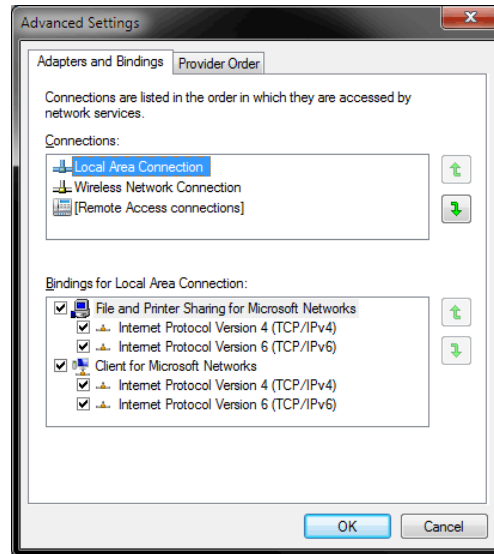 Advanced Settings
Adapters and Bindings
Provider Order
Connections are listed in the order in which they are accessed by
network services.
Connections:
Local Area Connection
Wireless Network Connection
[Remote Access connections]
Bindings for Local Area Connection:
File and Printer Sharing for Microsoft Networks
Internet Protocol Version 4 (TCP/IPv4)
Internet Protocol Version 6 (TCP/IPv6)
Client for Microsoft Networks
Internet Protocol Version 4 (TCP/IPv4)
Internet Protocol Version 6 (TCP/IPv6)
OK
Cancel